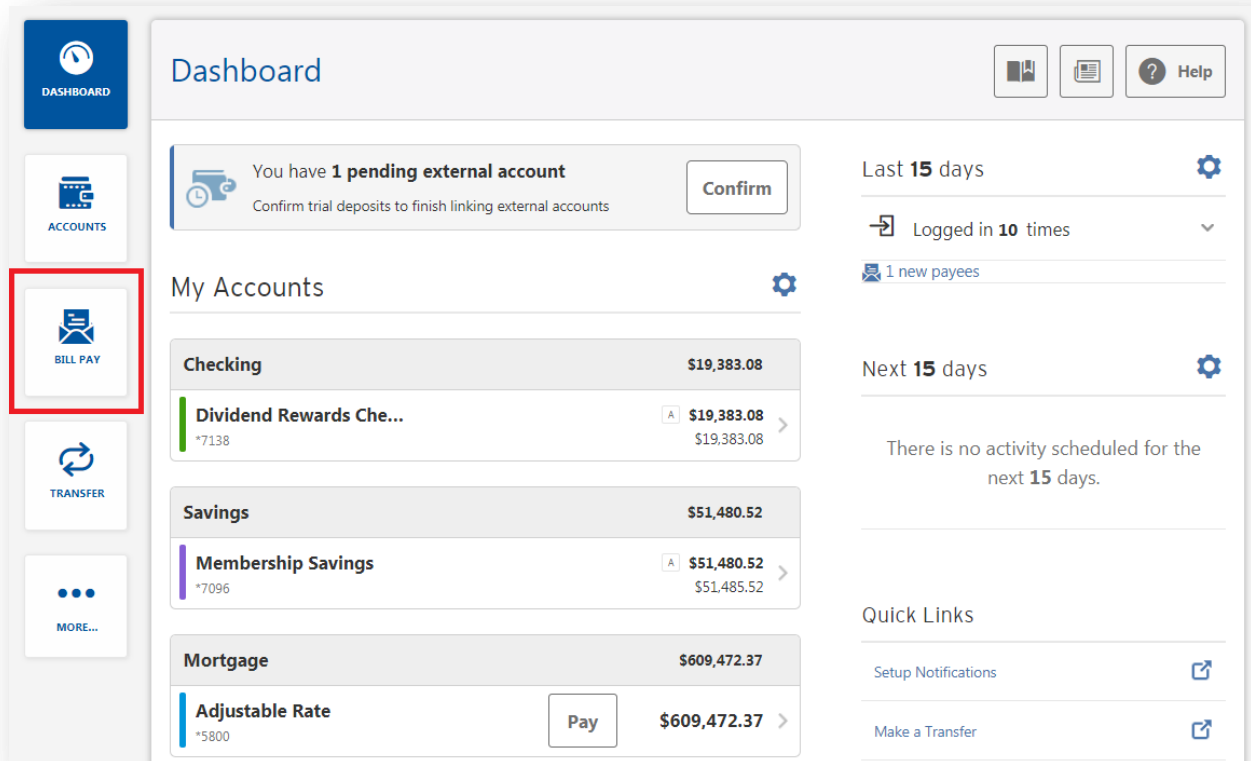 DASHBOARD
ACCOUNTS
BILL PAY
TRANSFER
MORE...
Dashboard
? Help
You have 1 pending external account
Confirm trial deposits to finish linking external accounts
Confirm
My Accounts
Checking $19,383.08
Dividend Rewards Che... A $19,383.08
*7138 $19,383.08
Savings $51,480.52
Membership Savings A $51,480.52
*7096 $51,485.52
Mortgage $609,472.37
Adjustable Rate Pay $609,472.37
*5800
Last 15 days
Logged in 10 times
1 new payees
Next 15 days
There is no activity scheduled for the
next 15 days.
Quick Links
Setup Notifications
Make a Transfer